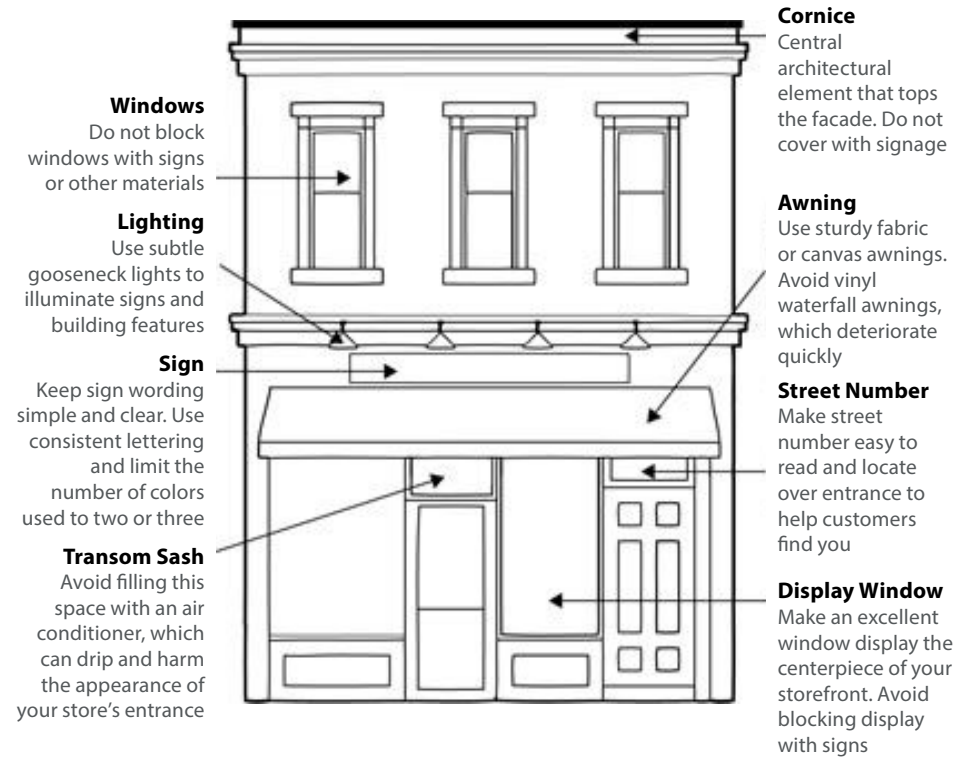 Windows
Do not block
windows with signs
or other materials
Lighting
Use subtle
gooseneck lights to
illuminate signs and
building features
Sign
Keep sign wording
simple and clear. Use
consistent lettering
and limit the
number of colors
used to two or three
Transom Sash
Avoid filling this
space with an air
conditioner, which
can drip and harm
the appearance of
your store's entrance
Cornice
Central
architectural
element that tops
the facade. Do not
cover with signage
Awning
Use sturdy fabric
or canvas awnings.
Avoid vinyl
waterfall awnings,
which deteriorate
quickly
Street Number
Make street
number easy to
read and locate
over entrance to
help customers
find you
Display Window
Make an excellent
window display the
centerpiece of your
storefront. Avoid
blocking display
with signs